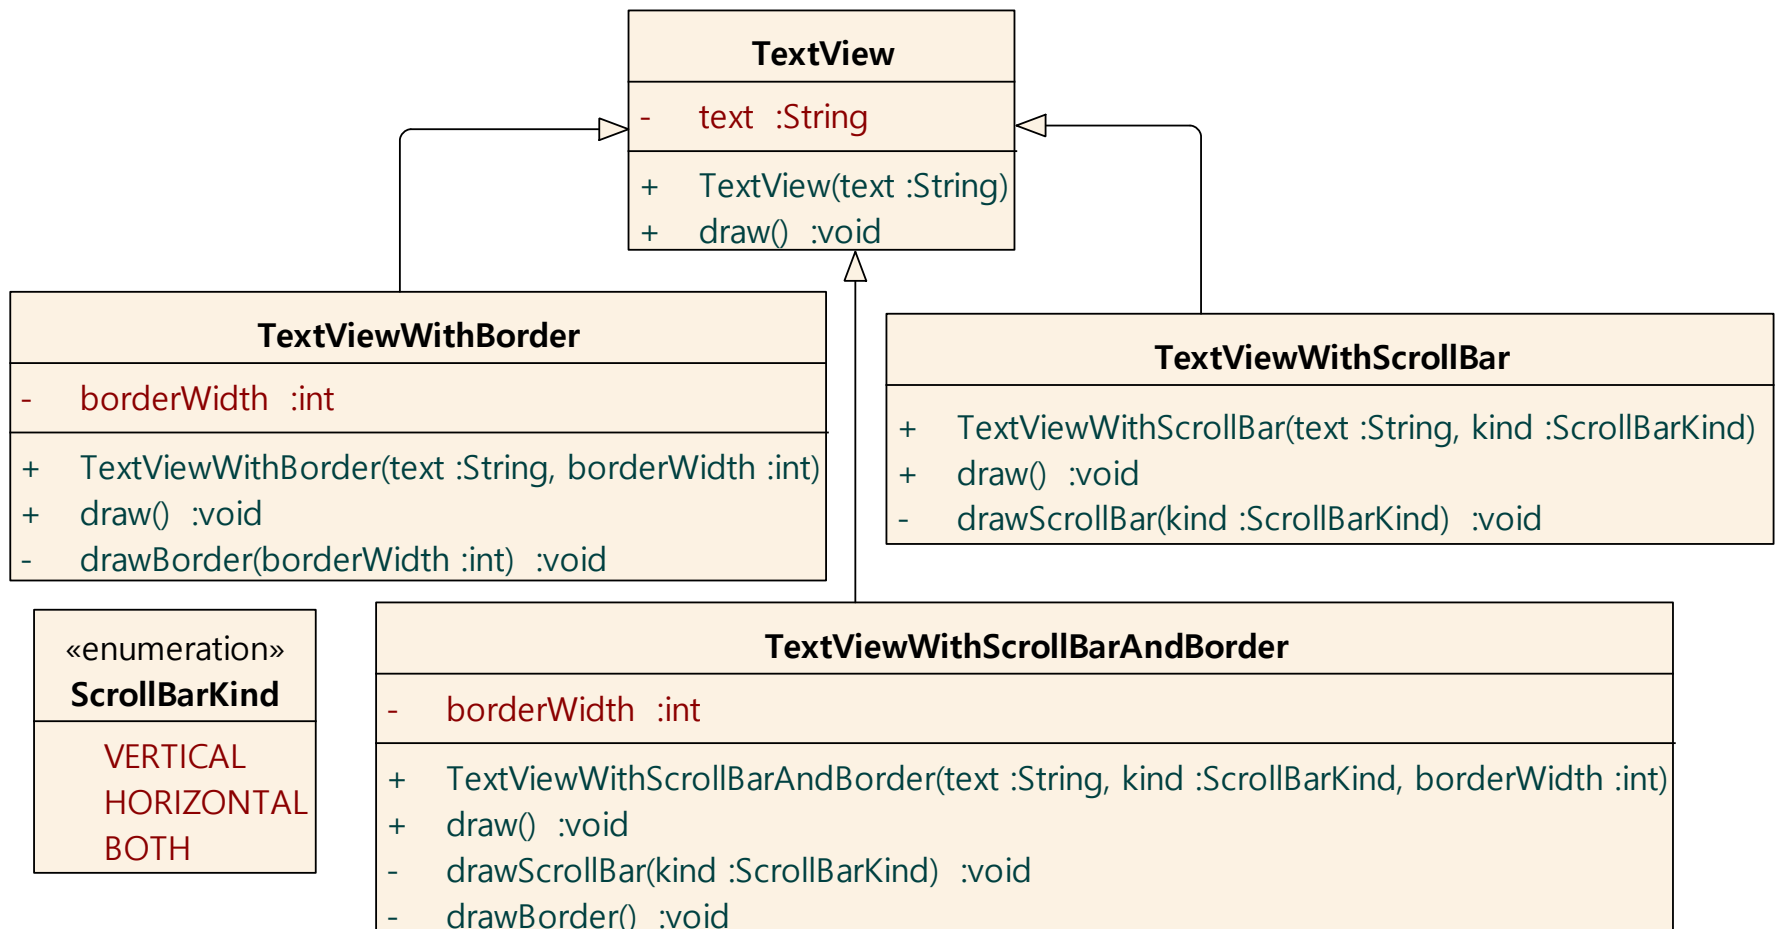 TextView
- text :String
+ TextView(text :String)
+ draw() :void
TextViewWithBorder
- borderWidth :int
+ TextViewWithBorder(text :String, borderWidth :int)
+ draw() :void
- drawBorder(borderWidth :int) :void
TextViewWithScrollBar
+ TextViewWithScrollBar(text :String, kind :ScrollBarKind)
+ draw() :void
- drawScrollBar(kind :ScrollBarKind) :void
«enumeration»
ScrollBarKind
VERTICAL
HORIZONTAL
BOTH
TextViewWithScrollBarAndBorder
- borderWidth :int
+ TextViewWithScrollBarAndBorder(text :String, kind :ScrollBarKind, borderWidth :int)
+ draw() :void
- drawScrollBar(kind :ScrollBarKind) :void
- drawBorder() :void